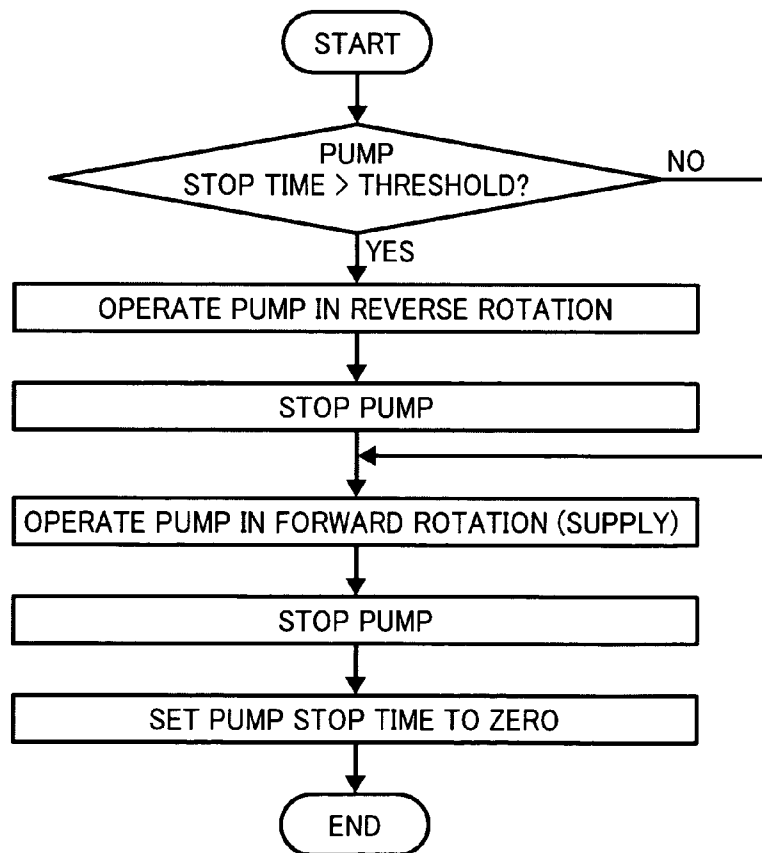 START
PUMP
STOP TIME > THRESHOLD?
NO
YES
OPERATE PUMP IN REVERSE ROTATION
STOP PUMP
OPERATE PUMP IN FORWARD ROTATION (SUPPLY)
STOP PUMP
SET PUMP STOP TIME TO ZERO
END